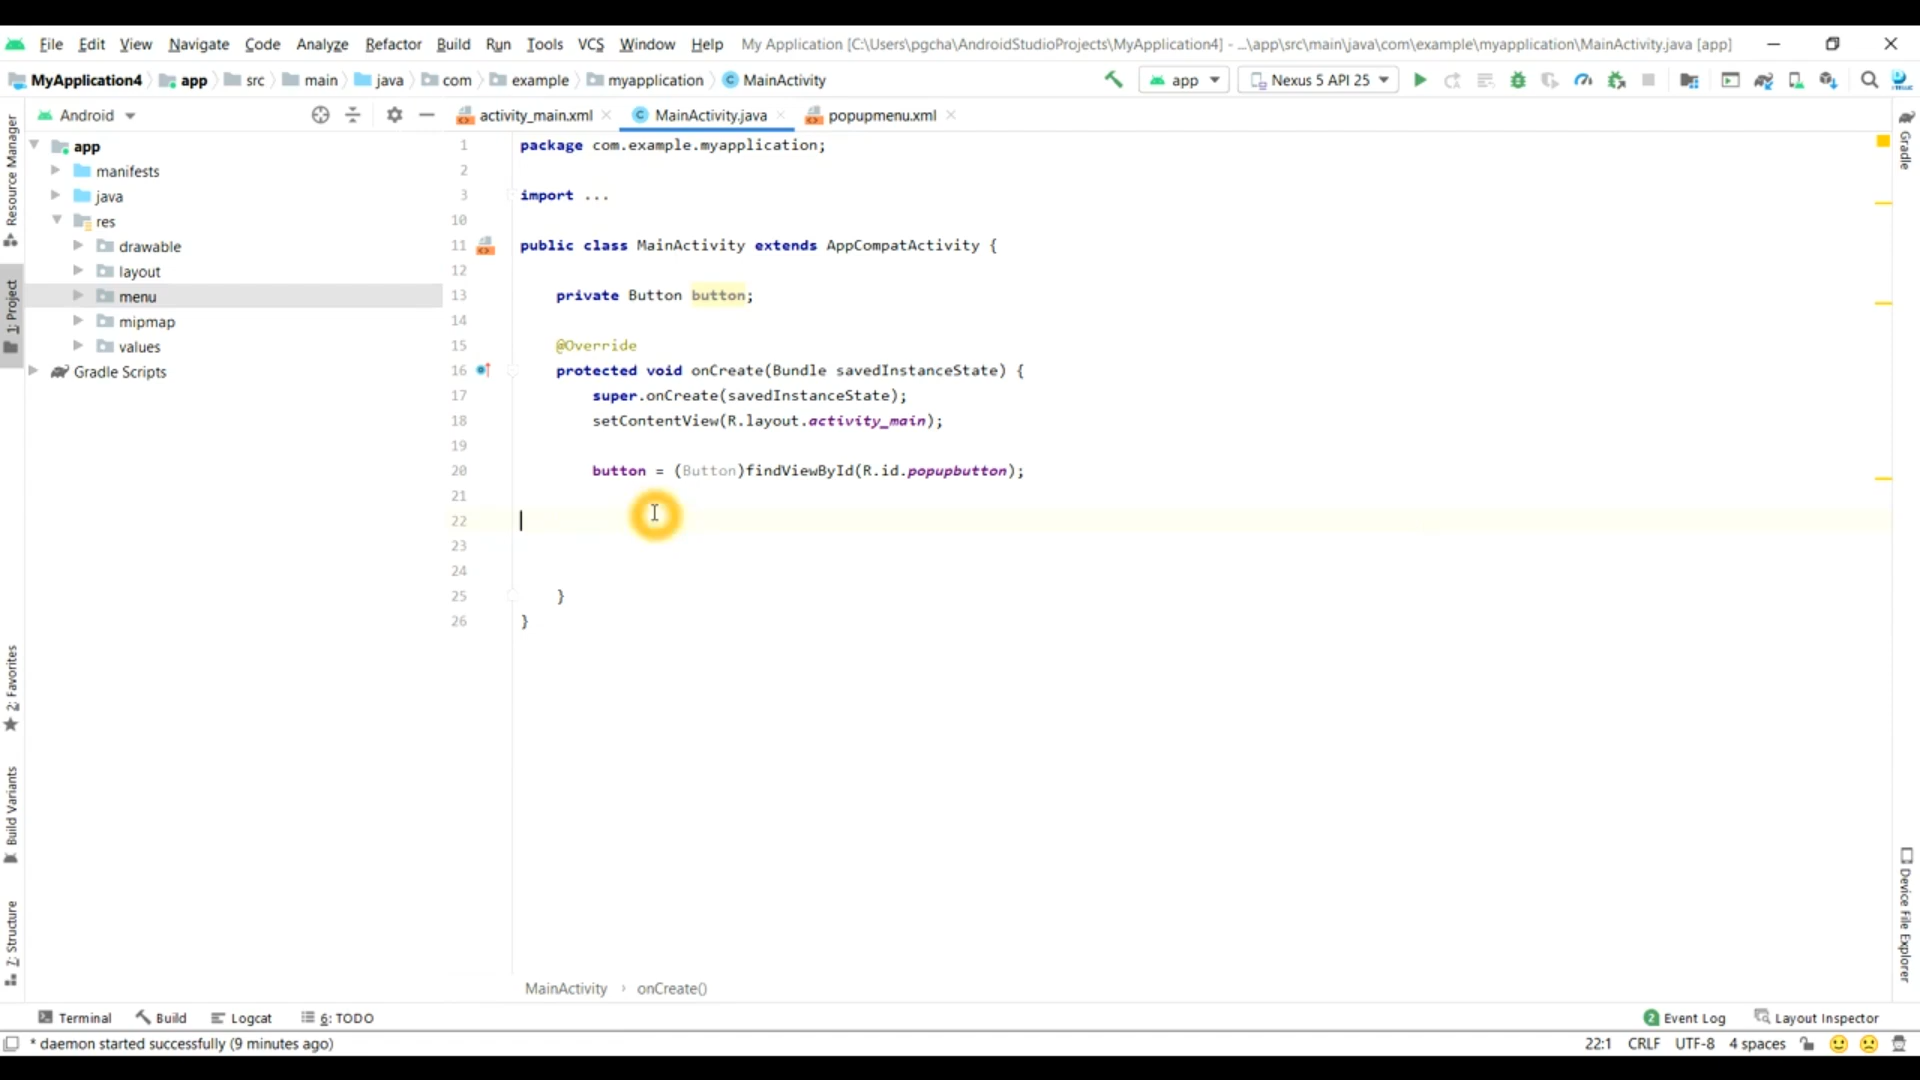 File Edit View Navigate Code Analyze Refactor Build Run Tools VCS Window Help My Application [C:\Users\pgcha\AndroidStudioProjects\MyApplication4] - ...\app\src\main\java\com\example\myapplication\MainActivity.java [app]
MyApplication4 app src main java com example myapplication MainActivity app Nexus 5 API 25
Android activity_main.xml MainActivity.java popupmenu.xml
Resource Manager
1: Project
2: Favorites
Build Variants
Z: Structure
app
manifests
java
res
drawable
layout
menu
mipmap
values
Gradle Scripts
1 package com.example.myapplication;
2
3 import ...
10
11 public class MainActivity extends AppCompatActivity {
12
13 private Button button;
14
15 @Override
16 protected void onCreate(Bundle savedInstanceState) {
17 super.onCreate(savedInstanceState);
18 setContentView(R.layout.activity_main);
19
20 button = (Button)findViewById(R.id.popupbutton);
21
22
23
24
25 }
26 }
Gradle
Device File Explorer
MainActivity › onCreate()
Terminal Build Logcat 6: TODO 2 Event Log Layout Inspector
* daemon started successfully (9 minutes ago) 22:1 CRLF UTF-8 4 spaces